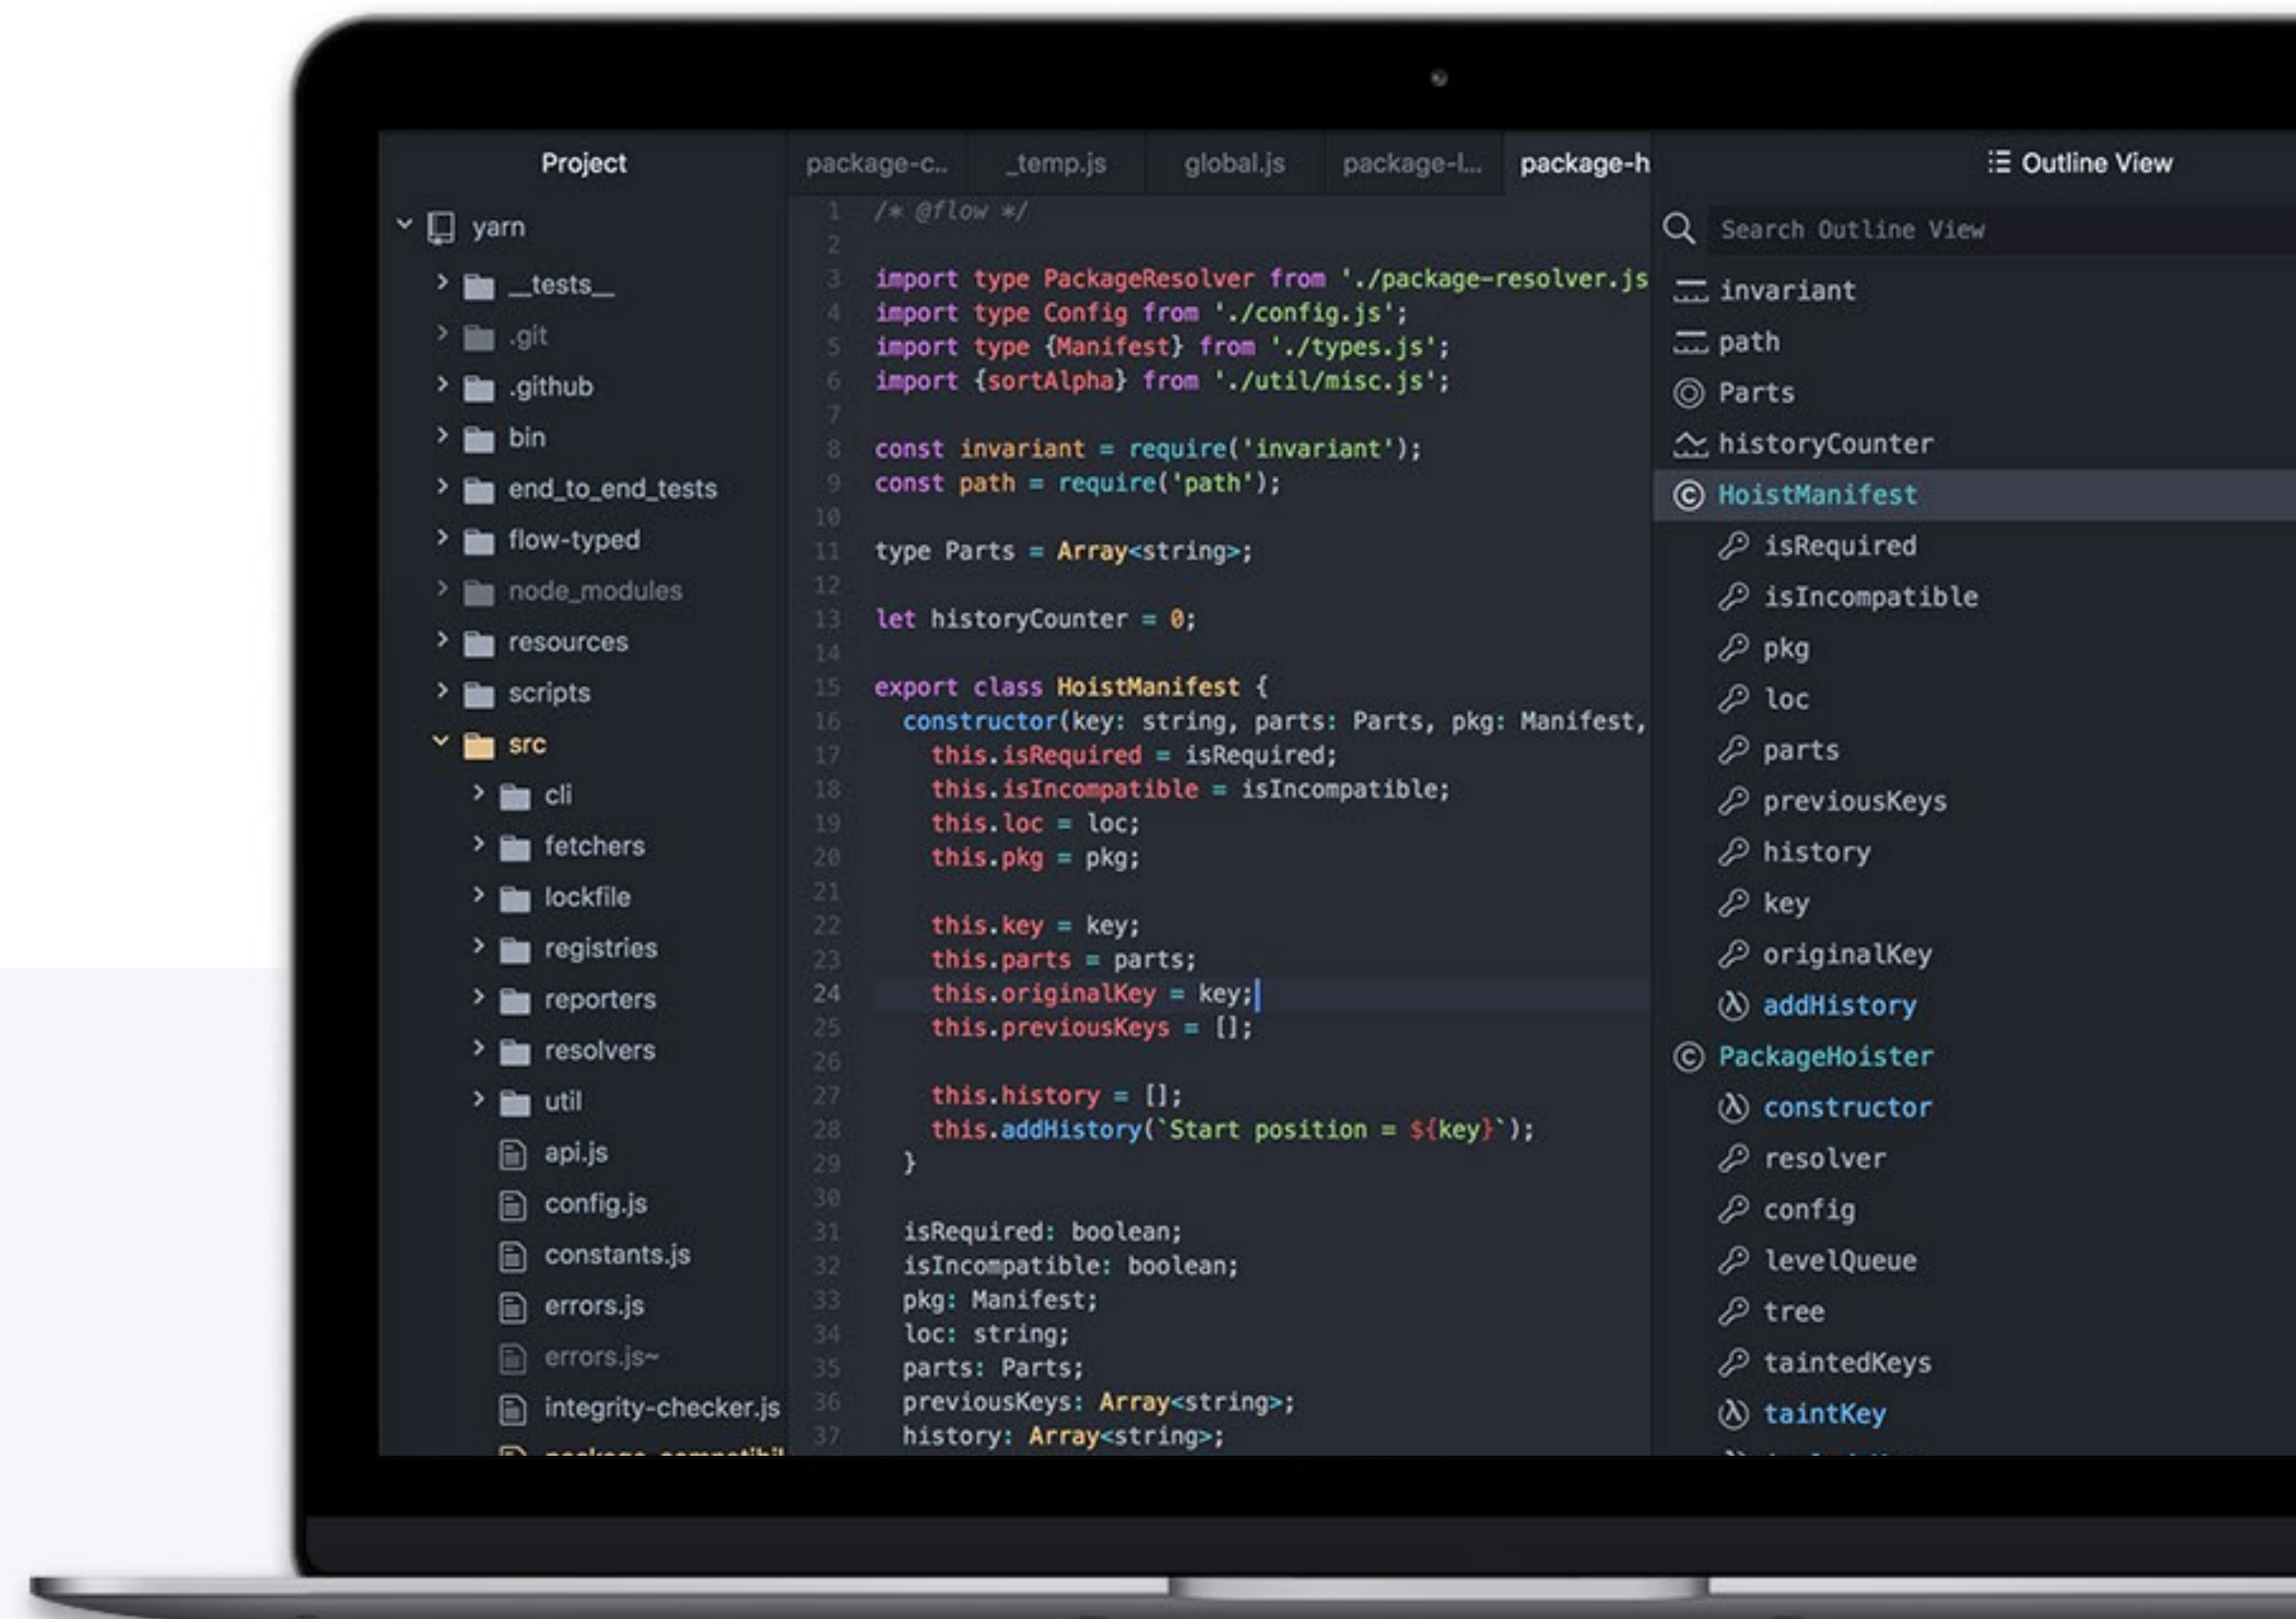 Project
yarn
__tests__
.git
.github
bin
end_to_end_tests
flow-typed
node_modules
resources
scripts
src
cli
fetchers
lockfile
registries
reporters
resolvers
util
api.js
config.js
constants.js
errors.js
errors.js~
integrity-checker.js
package-c... _temp.js global.js package-l... package-h
1 /* @flow */
2
3 import type PackageResolver from './package-resolver.js
4 import type Config from './config.js';
5 import type {Manifest} from './types.js';
6 import {sortAlpha} from './util/misc.js';
7
8 const invariant = require('invariant');
9 const path = require('path');
10
11 type Parts = Array<string>;
12
13 let historyCounter = 0;
14
15 export class HoistManifest {
16 constructor(key: string, parts: Parts, pkg: Manifest,
17 this.isRequired = isRequired;
18 this.isIncompatible = isIncompatible;
19 this.loc = loc;
20 this.pkg = pkg;
21
22 this.key = key;
23 this.parts = parts;
24 this.originalKey = key;
25 this.previousKeys = [];
26
27 this.history = [];
28 this.addHistory(`Start position = ${key}`);
29 }
30
31 isRequired: boolean;
32 isIncompatible: boolean;
33 pkg: Manifest;
34 loc: string;
35 parts: Parts;
36 previousKeys: Array<string>;
37 history: Array<string>;
Outline View
Search Outline View
invariant
path
Parts
historyCounter
HoistManifest
isRequired
isIncompatible
pkg
loc
parts
previousKeys
history
key
originalKey
addHistory
PackageHoister
constructor
resolver
config
levelQueue
tree
taintedKeys
taintKey